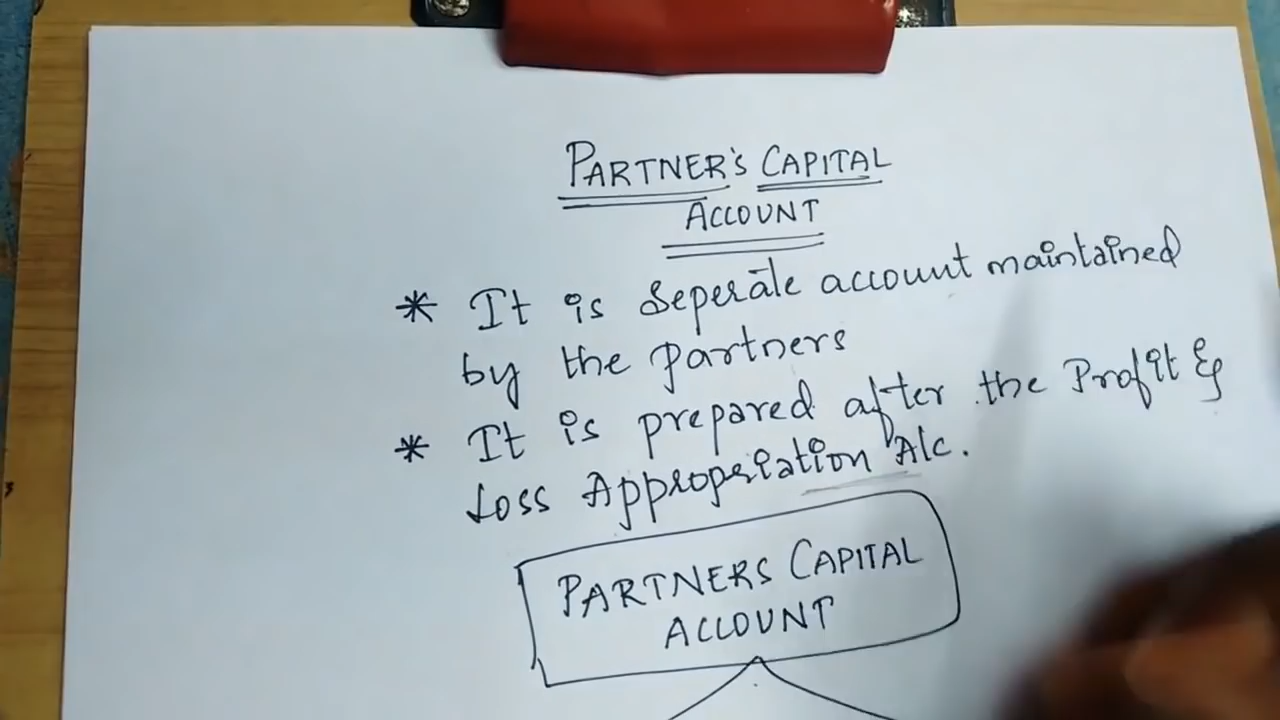 PARTNER'S CAPITAL
ACCOUNT
* It is Seperate account maintained
by the partners
* It is prepared after the Profit &
Loss Appropriation A/c.
PARTNERS CAPITAL
ACCOUNT